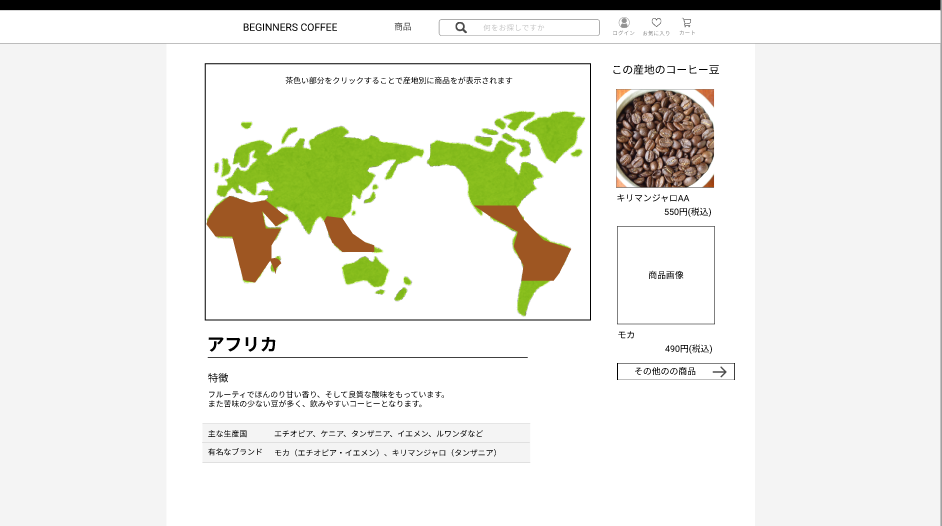 BEGINNERS COFFEE
商品
何をお探しですか
ログイン
お気に入り
カート
茶色い部分をクリックすることで産地別に商品をが表示されます
この産地のコーヒー豆
キリマンジャロAA
550円(税込)
商品画像
モカ
490円(税込)
その他のの商品
アフリカ
特徴
フルーティでほんのり甘い香り、そして良質な酸味をもっています。
また苦味の少ない豆が多く、飲みやすいコーヒーとなります。
主な生産国 エチオピア、ケニア、タンザニア、イエメン、ルワンダなど
有名なブランド モカ（エチオピア・イエメン）、キリマンジャロ（タンザニア）